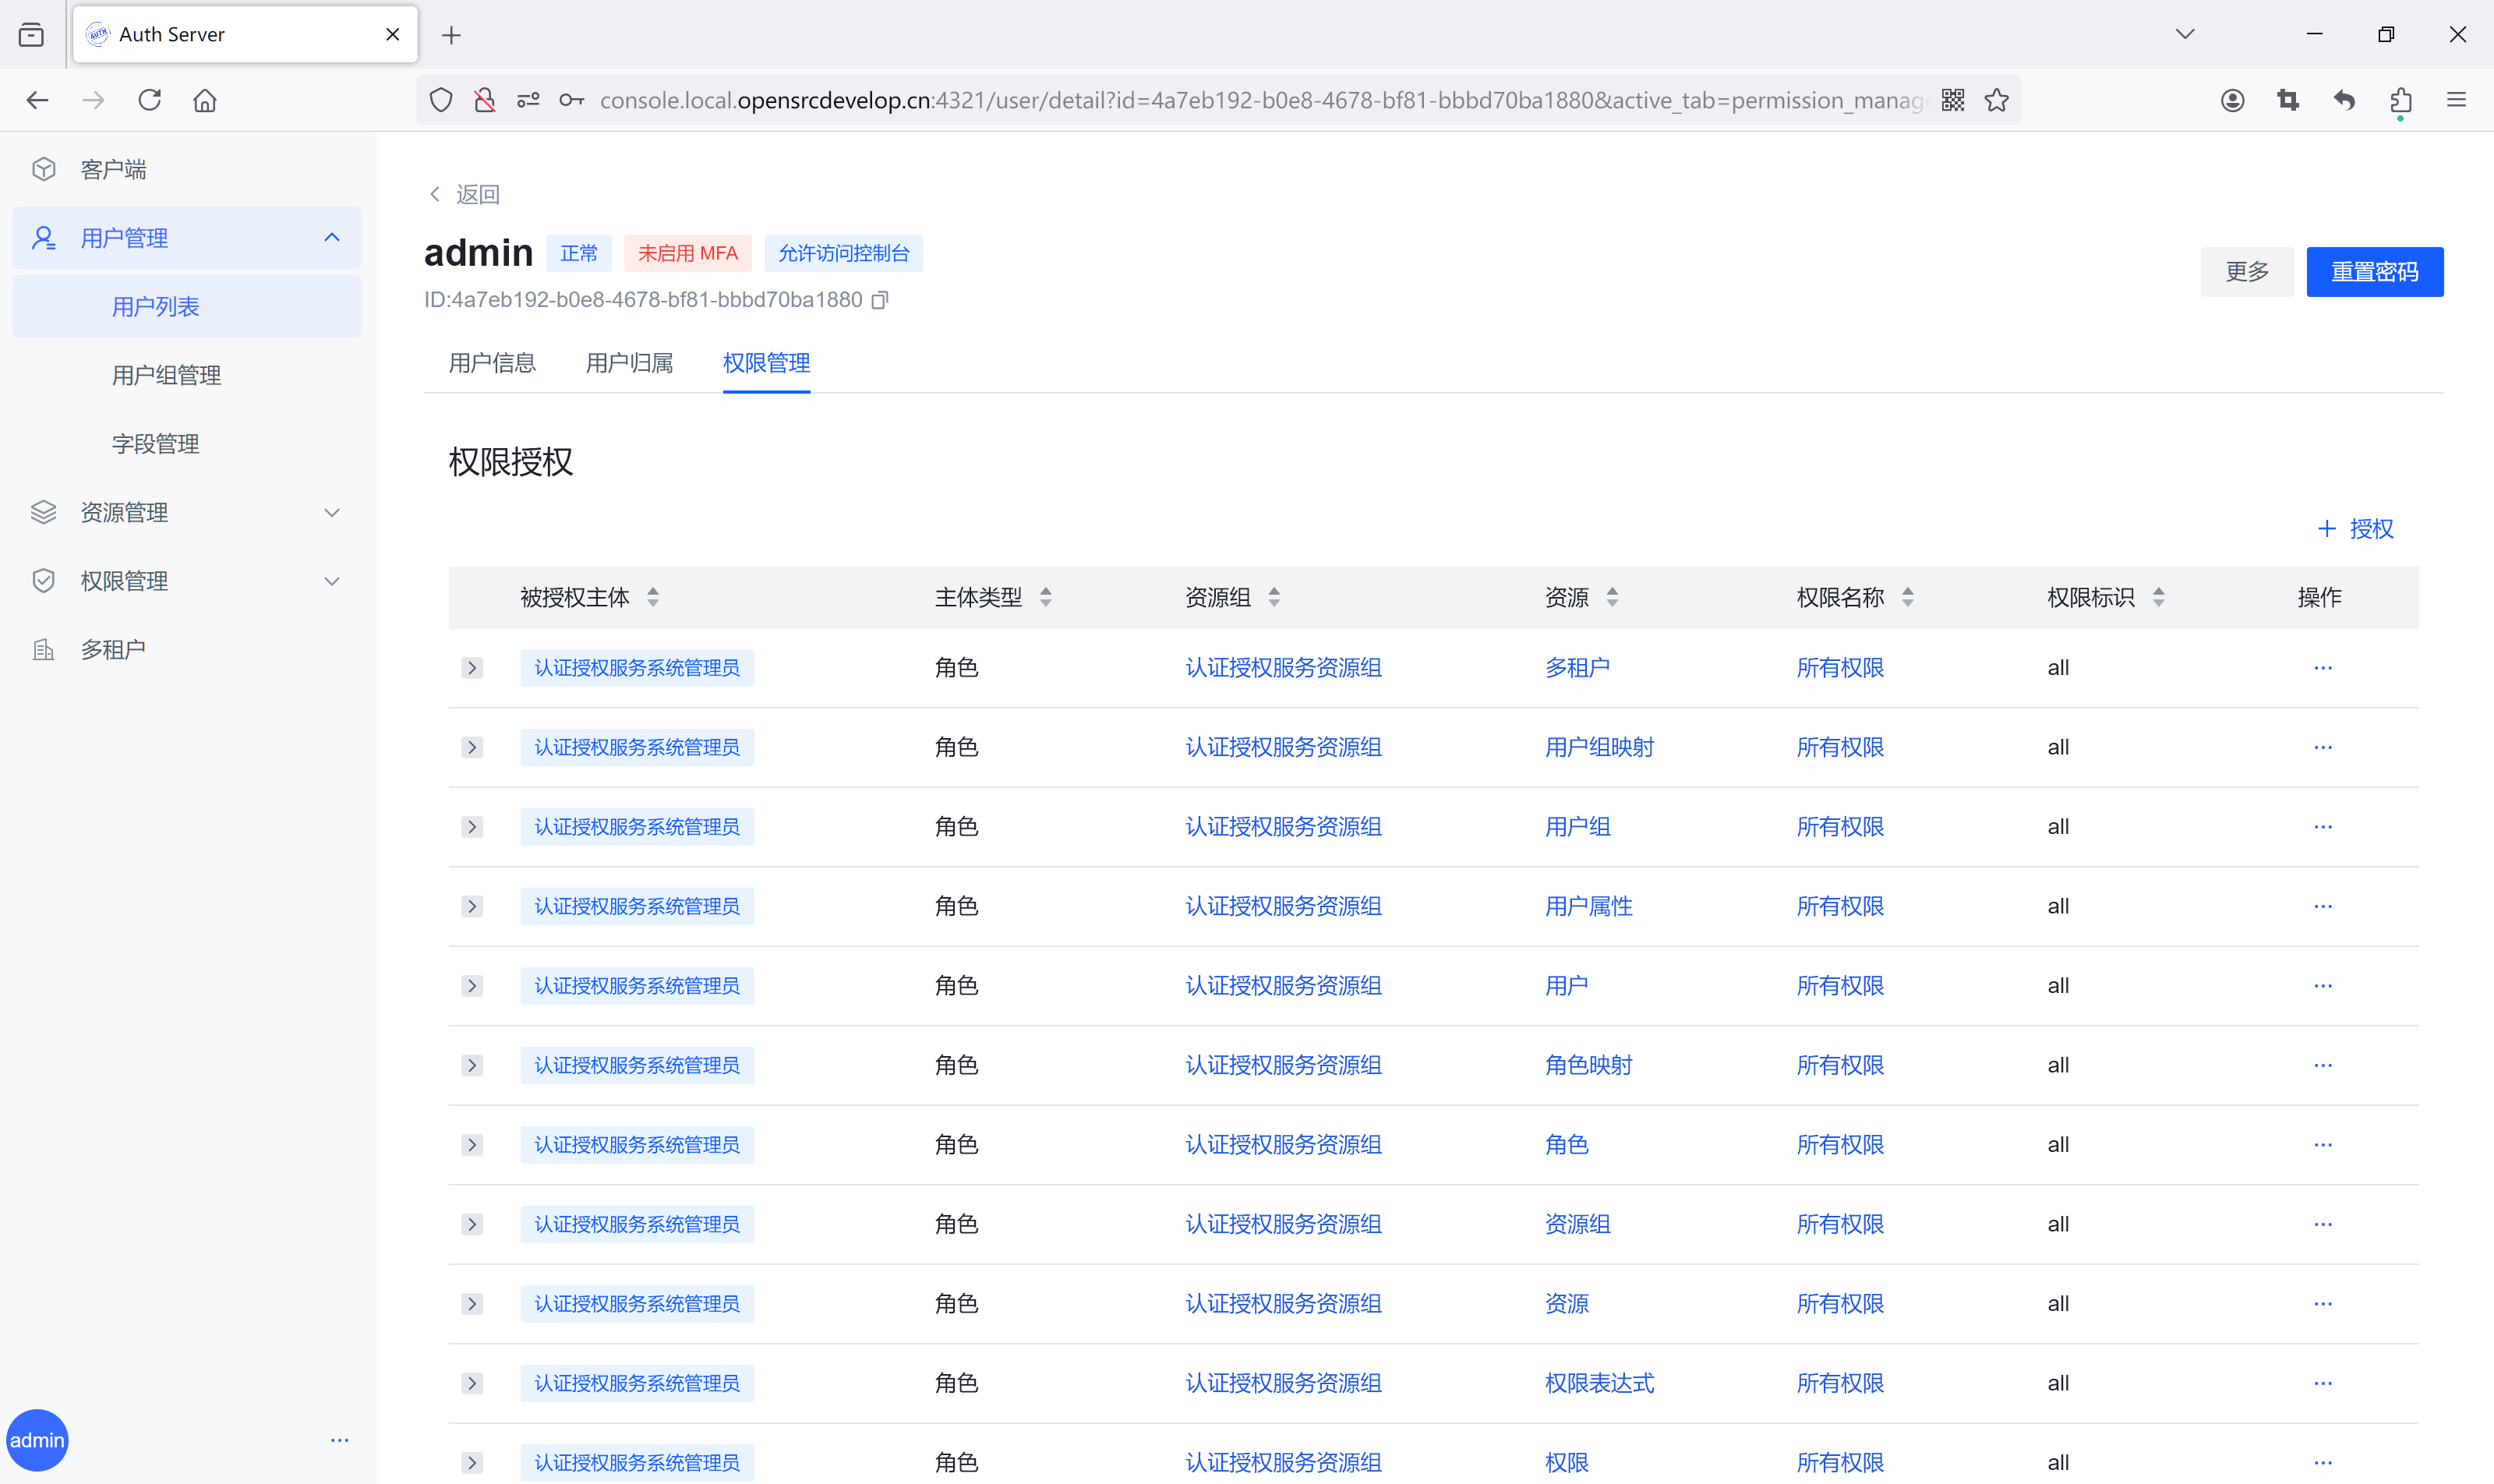 Auth Server
console.local.opensrcdevelop.cn:4321/user/detail?id=4a7eb192-b0e8-4678-bf81-bbbd70ba1880&active_tab=permission_manag
客户端
用户管理
用户列表
用户组管理
字段管理
资源管理
权限管理
多租户
admin
返回
admin 正常 未启用 MFA 允许访问控制台
ID:4a7eb192-b0e8-4678-bf81-bbbd70ba1880
更多 重置密码
用户信息 用户归属 权限管理
权限授权
授权
被授权主体 主体类型 资源组 资源 权限名称 权限标识 操作
认证授权服务系统管理员 角色 认证授权服务资源组 多租户 所有权限 all ...
认证授权服务系统管理员 角色 认证授权服务资源组 用户组映射 所有权限 all ...
认证授权服务系统管理员 角色 认证授权服务资源组 用户组 所有权限 all ...
认证授权服务系统管理员 角色 认证授权服务资源组 用户属性 所有权限 all ...
认证授权服务系统管理员 角色 认证授权服务资源组 用户 所有权限 all ...
认证授权服务系统管理员 角色 认证授权服务资源组 角色映射 所有权限 all ...
认证授权服务系统管理员 角色 认证授权服务资源组 角色 所有权限 all ...
认证授权服务系统管理员 角色 认证授权服务资源组 资源组 所有权限 all ...
认证授权服务系统管理员 角色 认证授权服务资源组 资源 所有权限 all ...
认证授权服务系统管理员 角色 认证授权服务资源组 权限表达式 所有权限 all ...
认证授权服务系统管理员 角色 认证授权服务资源组 权限 所有权限 all ...